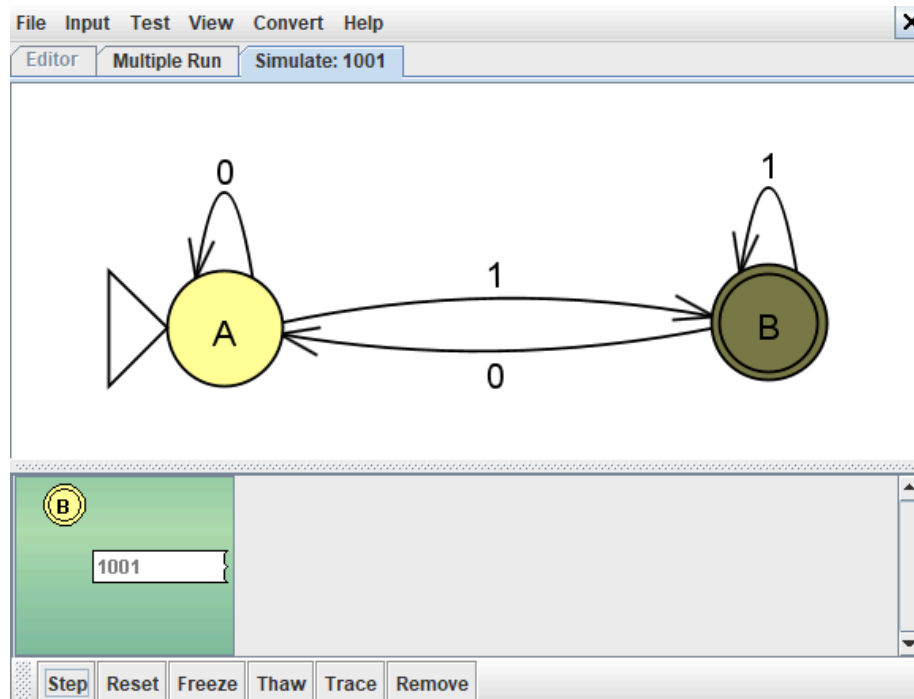 File Input Test View Convert Help
Editor Multiple Run Simulate: 1001
0
1
1
A
B
0
B
1001
Step Reset Freeze Thaw Trace Remove